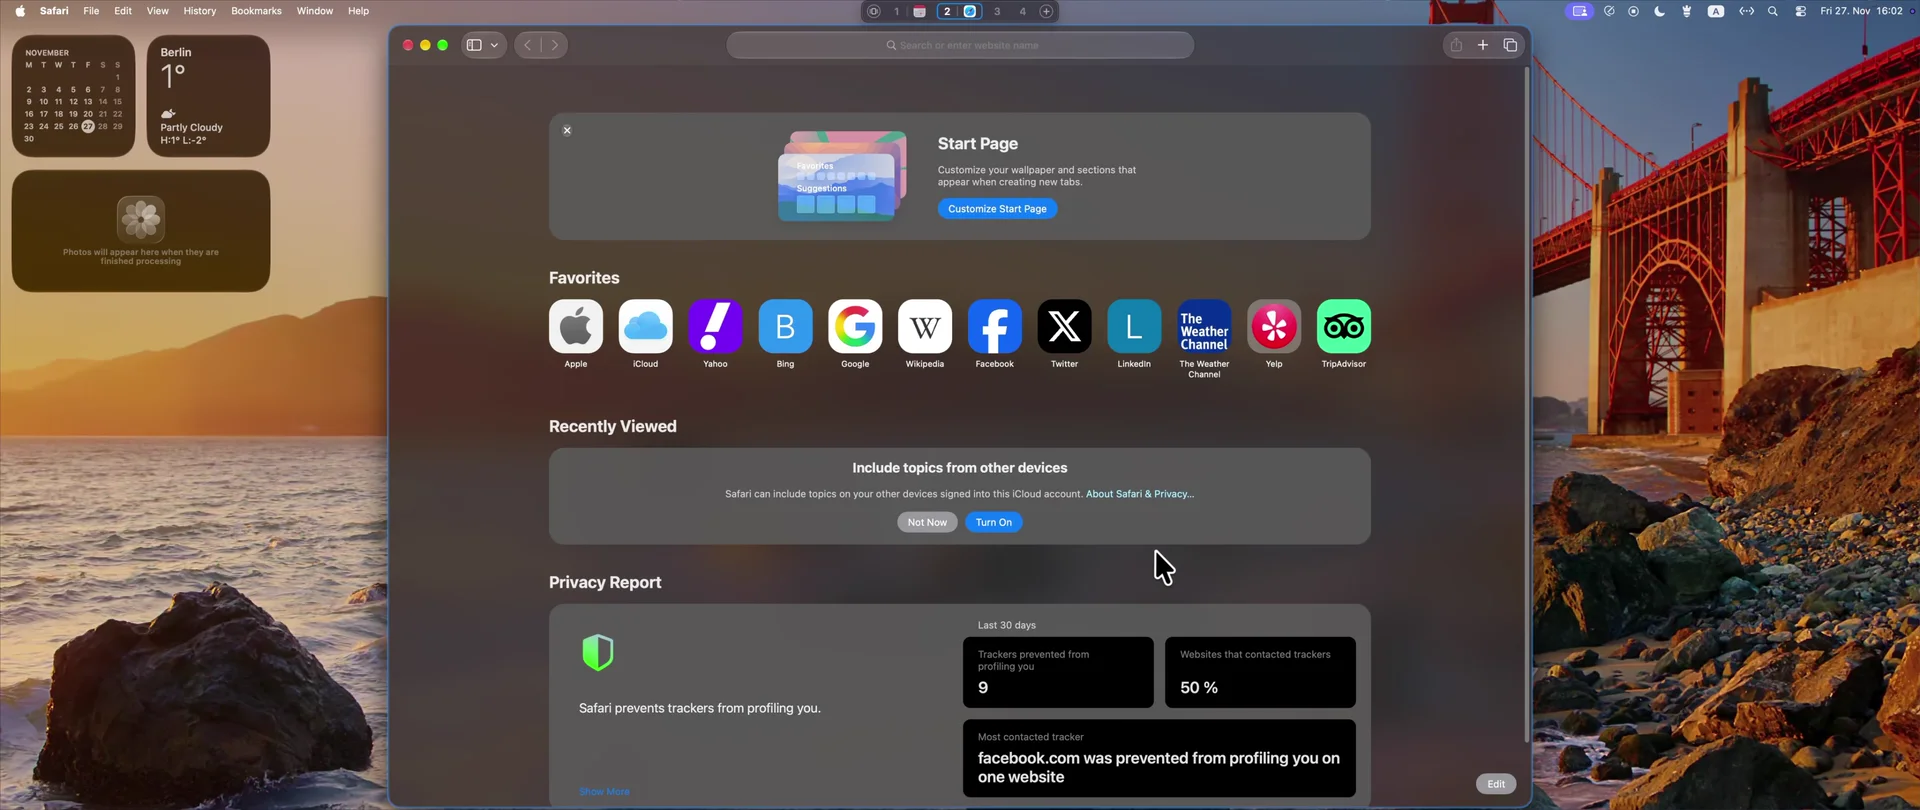 Safari File Edit View History Bookmarks Window Help
1 2 3 4
A
Fri 27. Nov 16:02
NOVEMBER
M T W T F S S
1
2 3 4 5 6 7 8
9 10 11 12 13 14 15
16 17 18 19 20 21 22
23 24 25 26 27 28 29
30
Berlin
1°
Partly Cloudy
H:1° L:-2°
Photos will appear here when they are
finished processing
Search or enter website name
Favorites
Suggestions
Start Page
Customize your wallpaper and sections that
appear when creating new tabs.
Customize Start Page
Favorites
B
G
W
f
X
L
The
Weather
Channel
Apple
iCloud
Yahoo
Bing
Google
Wikipedia
Facebook
Twitter
LinkedIn
The Weather
Channel
Yelp
TripAdvisor
Recently Viewed
Include topics from other devices
Safari can include topics on your other devices signed into this iCloud account. About Safari & Privacy...
Not Now
Turn On
Privacy Report
Safari prevents trackers from profiling you.
Show More
Last 30 days
Trackers prevented from
profiling you
9
Websites that contacted trackers
50 %
Most contacted tracker
facebook.com was prevented from profiling you on
one website
Edit